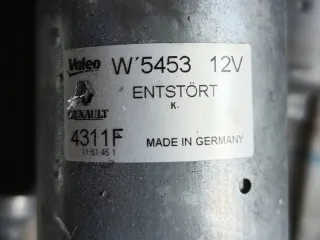 Valeo W'5453 12V
ENTSTÖRT
K.
RENAULT
4311F MADE IN GERMANY